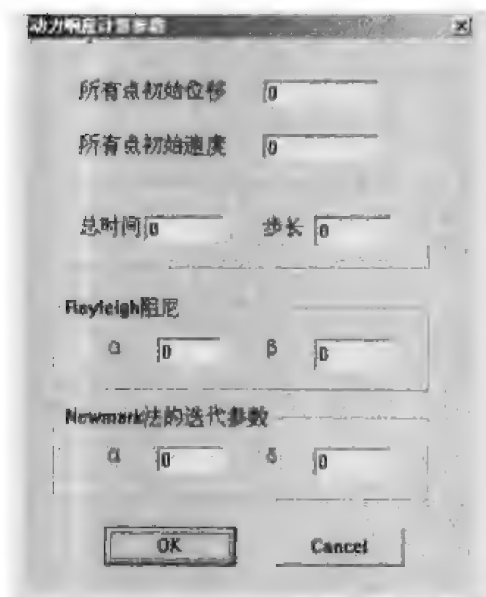 动力响应计算参数
所有点初始位移 0
所有点初始速度 0
总时间 0 步长 0
Rayleigh阻尼
α 0 β 0
Newmark法的迭代参数
α 0 δ 0
OK Cancel